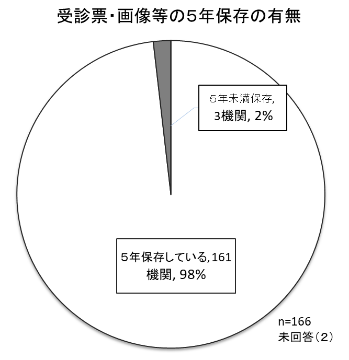 受診票・画像等の５年保存の有無
５年未満保存,
3機関, 2%
５年保存している, 161
機関, 98%
n=166
未回答（２）